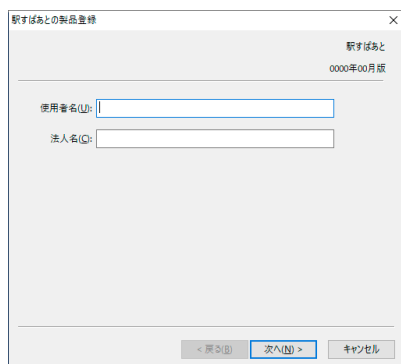 駅すぱあとの製品登録
駅すぱあと
0000年00月版
使用者名(U):
法人名(C):
< 戻る(B) 次へ(N) > キャンセル